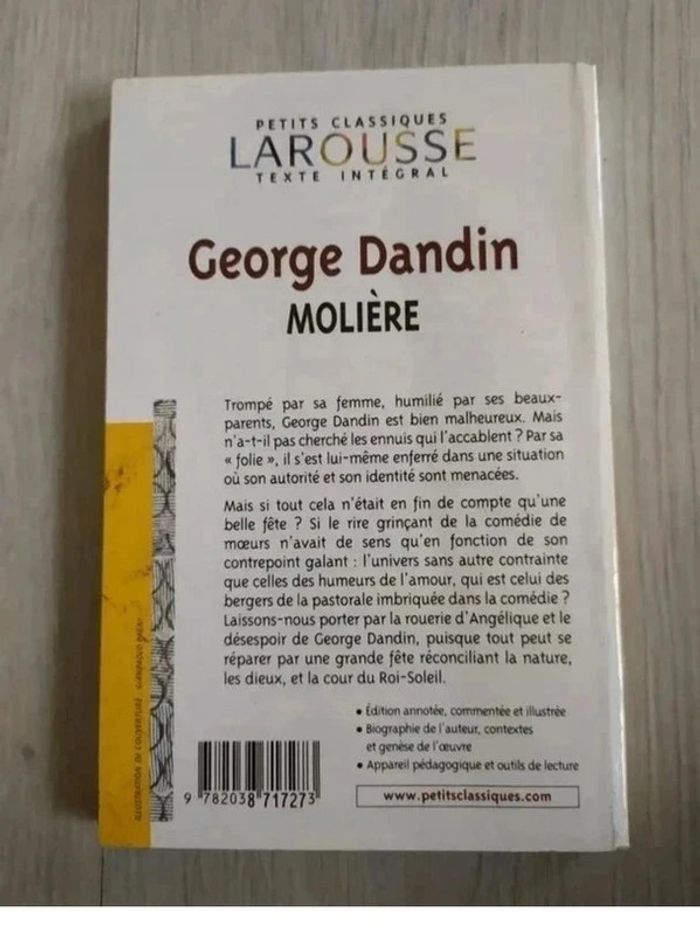 PETITS CLASSIQUES
LAROUSSE
TEXTE INTÉGRAL
George Dandin
MOLIÈRE
Trompé par sa femme, humilié par ses beaux-
parents, George Dandin est bien malheureux. Mais
n'a-t-il pas cherché les ennuis qui l'accablent ? Par sa
« folie », il s'est lui-même enferré dans une situation
où son autorité et son identité sont menacées.
Mais si tout cela n'était en fin de compte qu'une
belle fête ? Si le rire grinçant de la comédie de
mœurs n'avait de sens qu'en fonction de son
contrepoint galant : l'univers sans autre contrainte
que celles des humeurs de l'amour, qui est celui des
bergers de la pastorale imbriquée dans la comédie ?
Laissons-nous porter par la rouerie d'Angélique et le
désespoir de George Dandin, puisque tout peut se
réparer par une grande fête réconciliant la nature,
les dieux, et la cour du Roi-Soleil.
• Édition annotée, commentée et illustrée
• Biographie de l'auteur, contextes
et genèse de l'œuvre
• Appareil pédagogique et outils de lecture
www.petitsclassiques.com
9 782038 717273
ILLUSTRATION DE COUVERTURE